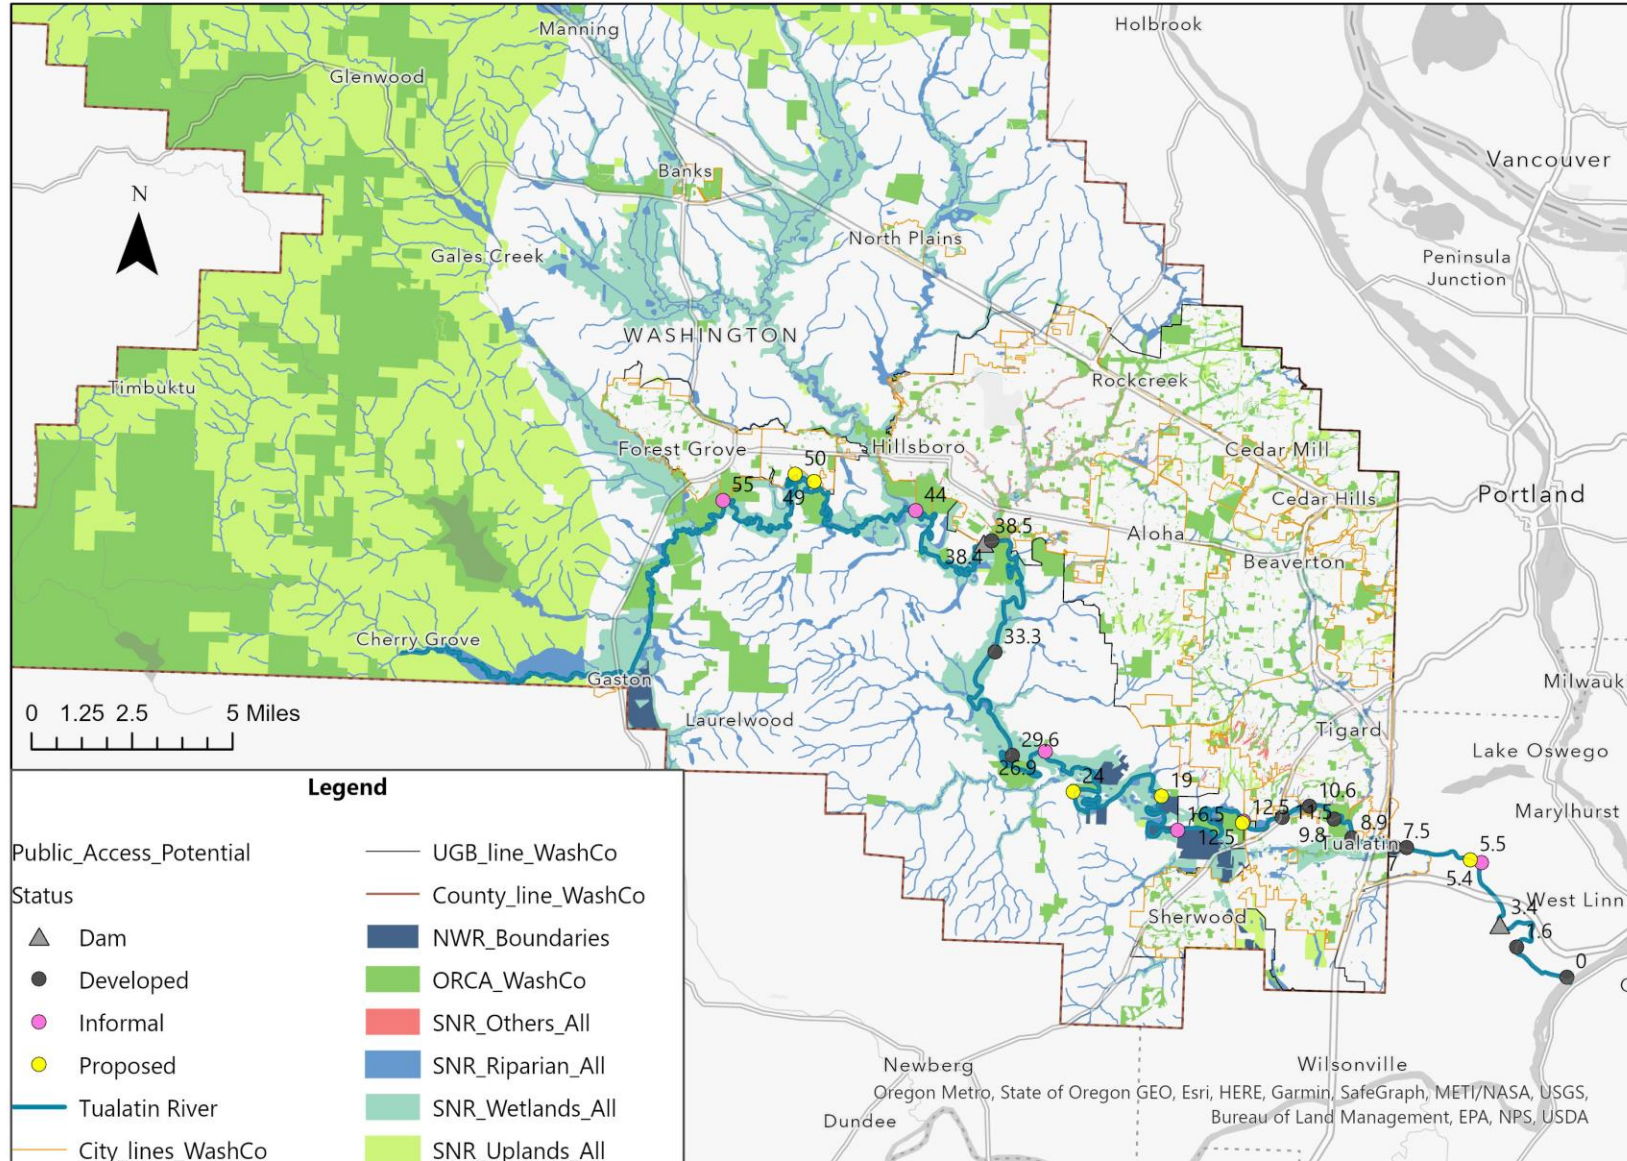 Holbrook
Manning
Glenwood
Vancouver
Banks
N
North Plains
Gales Creek
Peninsula
Junction
WASHINGTON
Timbuktu
Rockcreek
Forest Grove
Hillsboro
Cedar Mill
50
55
49
44
Cedar Hills
Portland
38.5
Aloha
38.4
Beaverton
Cherry Grove
33.3
Gaston
Milwauk
0 1.25 2.5 5 Miles
Laurelwood
Tigard
29.6
Lake Oswego
26.9
24
19
10.6
Marylhurst
16.5
12.5
11.5
12.5
9.8
8.9
Tualatin
7.5
7
5.5
5.4
3.4
West Linn
Sherwood
1.6
0
Newberg
Wilsonville
Oregon Metro, State of Oregon GEO, Esri, HERE, Garmin, SafeGraph, METI/NASA, USGS,
Bureau of Land Management, EPA, NPS, USDA
Dundee
Legend
Public_Access_Potential
Status
Dam
Developed
Informal
Proposed
Tualatin River
City_lines_WashCo
UGB_line_WashCo
County_line_WashCo
NWR_Boundaries
ORCA_WashCo
SNR_Others_All
SNR_Riparian_All
SNR_Wetlands_All
SNR_Uplands_All